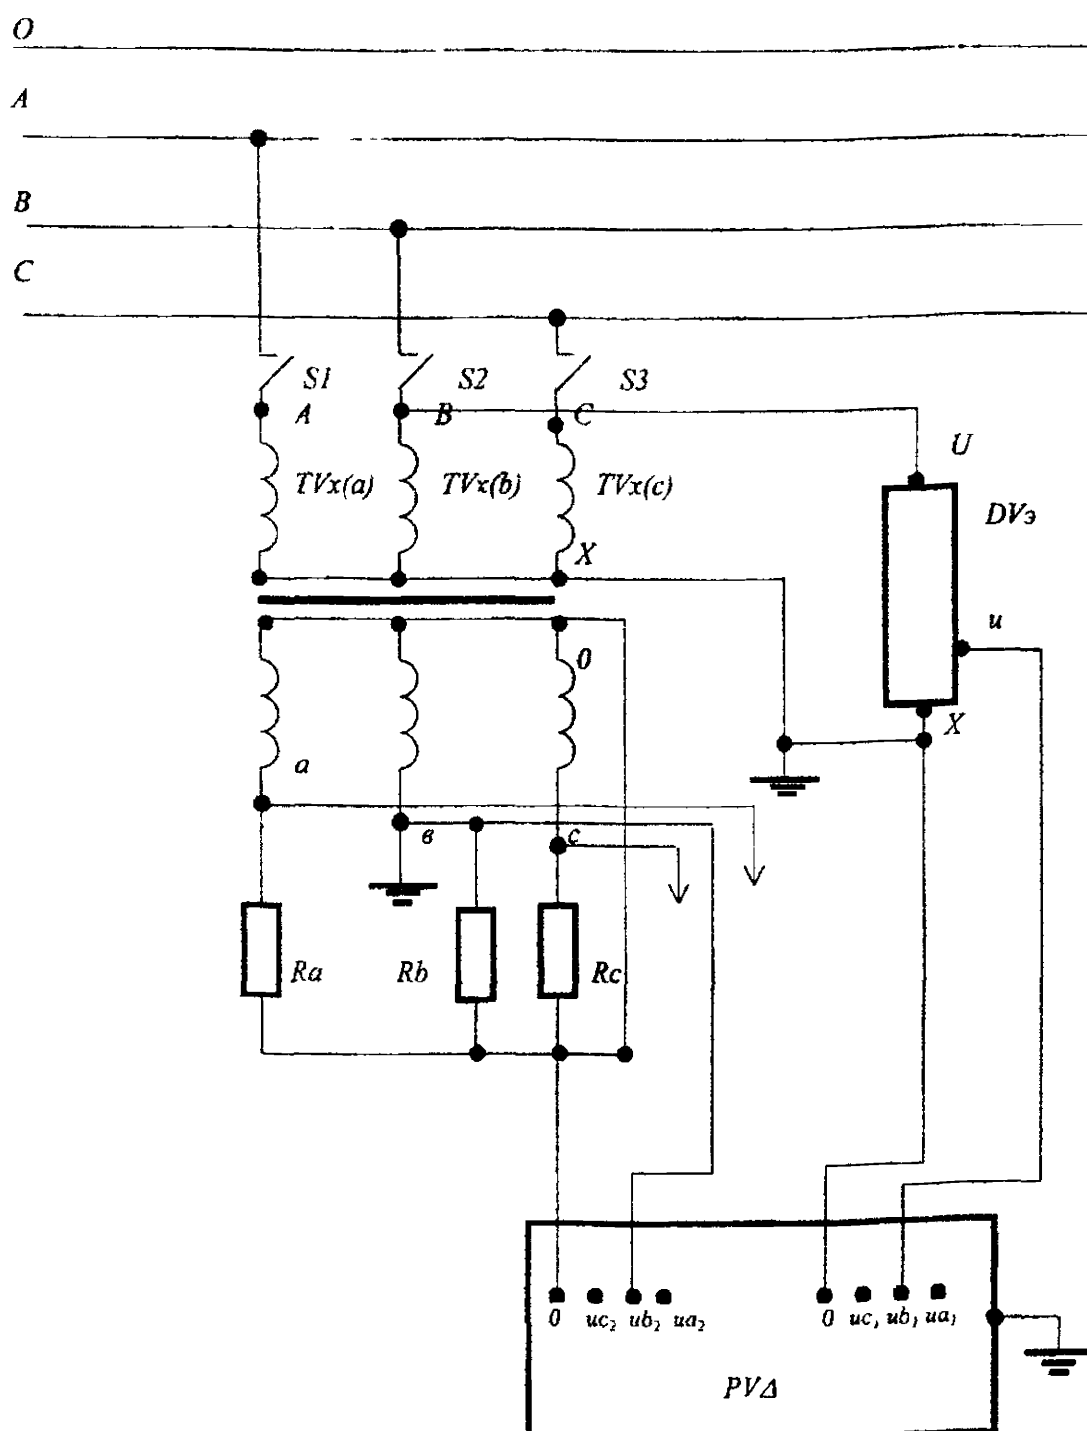 O
A
B
C
S1
S2
S3
A
B
C
U
TVx(a)
TVx(b)
TVx(c)
DVэ
X
u
0
X
a
в
c
Ra
Rb
Rc
0 uc₂ ub₂ ua₂
0 uc₁ ub₁ ua₁
PVΔ